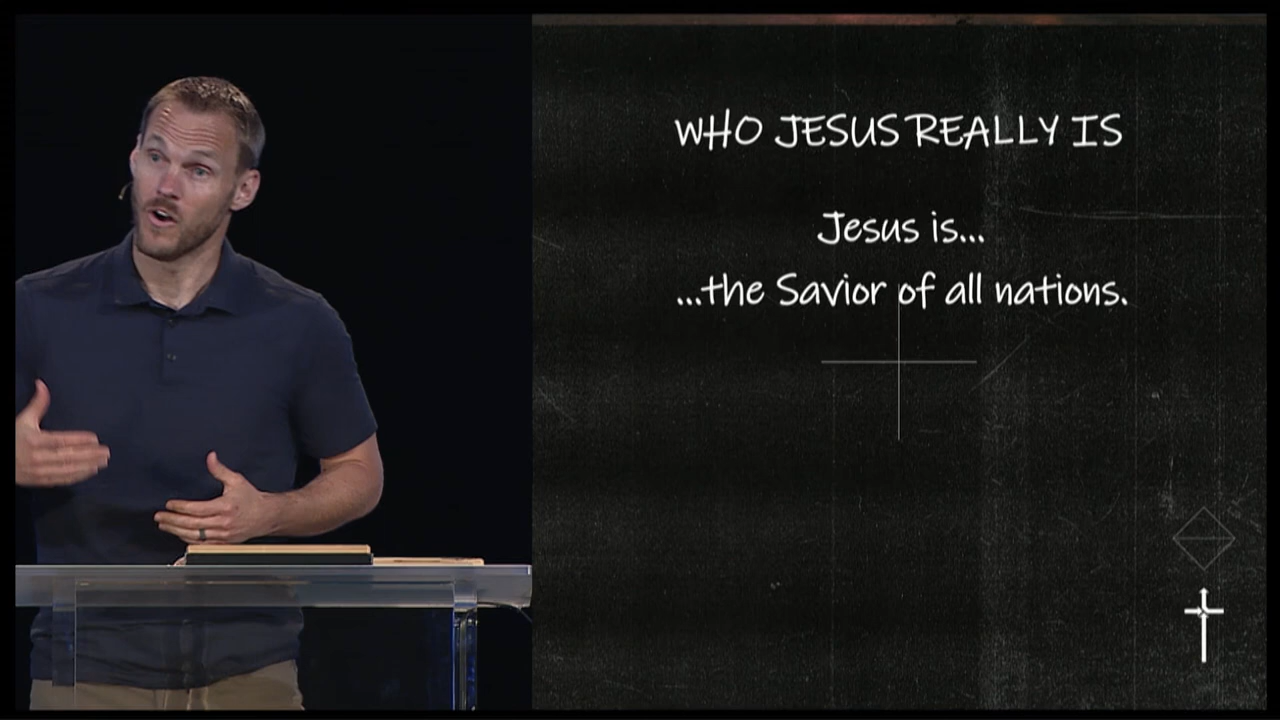 WHO JESUS REALLY IS
Jesus is...
...the Savior of all nations.